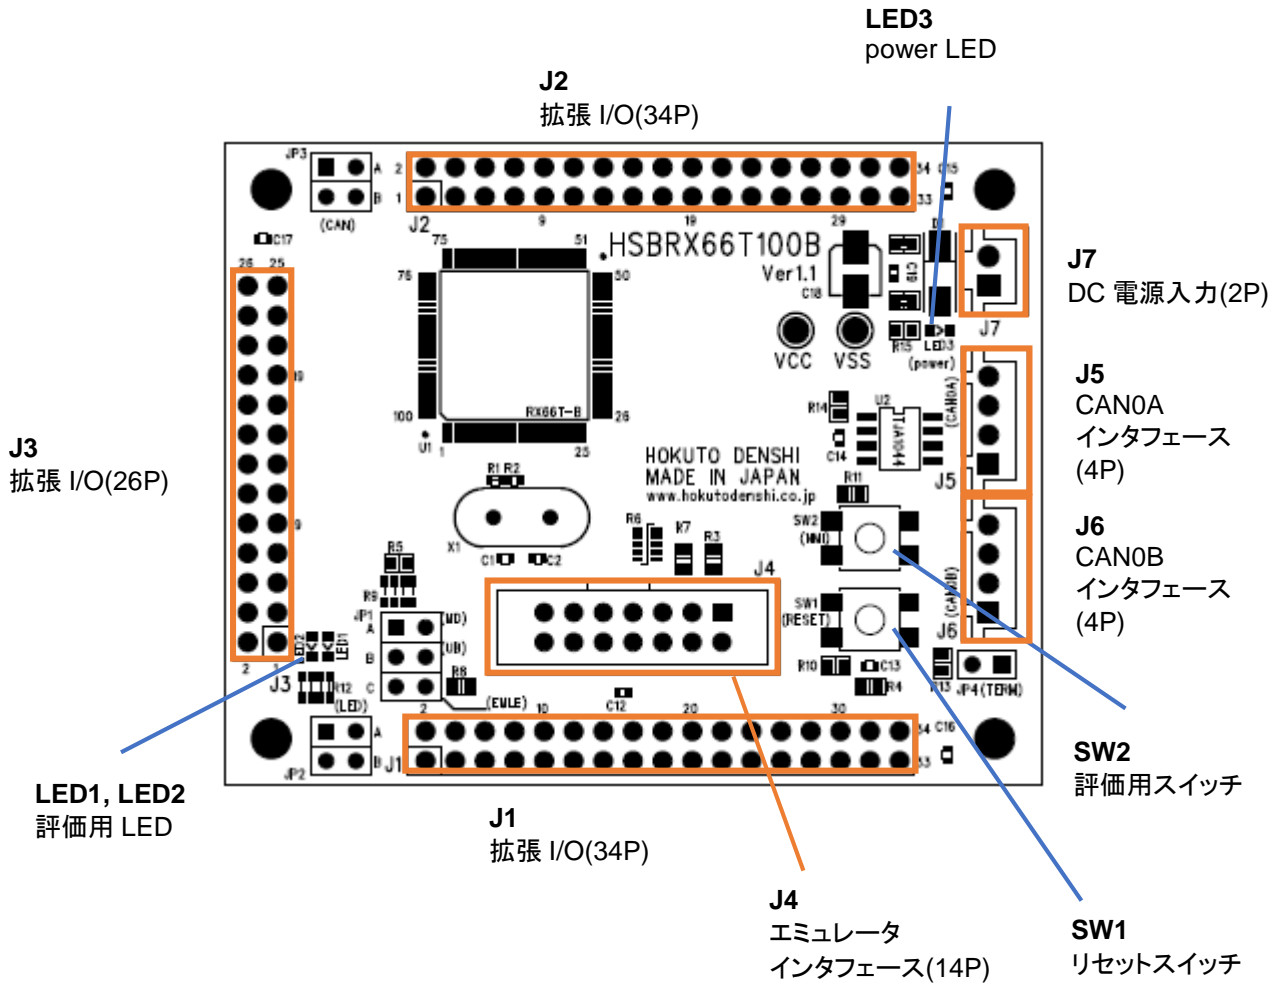 LED3
power LED
J2
拡張 I/O(34P)
JP3
A
B
(CAN)
2
1
J2
9
19
29
34
33
C15
C17
26 25
19
9
2 1
J3
75
51
76
50
100
26
1
25
U1
RX66T-B
HSBRX66T100B
Ver1.1
C18
C19
D1
J7
VCC
VSS
R15
LED3
(power)
J7
DC 電源入力(2P)
J5
CAN0A
インタフェース
(4P)
J6
CAN0B
インタフェース
(4P)
J3
拡張 I/O(26P)
R14
U2
TJA1044
C14
(CAN0A)
J5
HOKUTO DENSHI
MADE IN JAPAN
www.hokutodenshi.co.jp
R11
R1 R2
X1
C1
C2
R6
R7
R3
SW2
(NMI)
J4
SW1
(RESET)
(CAN0B)
J6
R5
R9
JP1
A
(MD)
B
(UB)
C
R8
(EMLE)
LED2
LED1
R12
(LED)
R10
C13
R4
R13
JP4(TERM)
A
B
JP2
J1
2
10
20
30
34
33
C12
C16
LED1, LED2
評価用 LED
J1
拡張 I/O(34P)
J4
エミュレータ
インタフェース(14P)
SW2
評価用スイッチ
SW1
リセットスイッチ